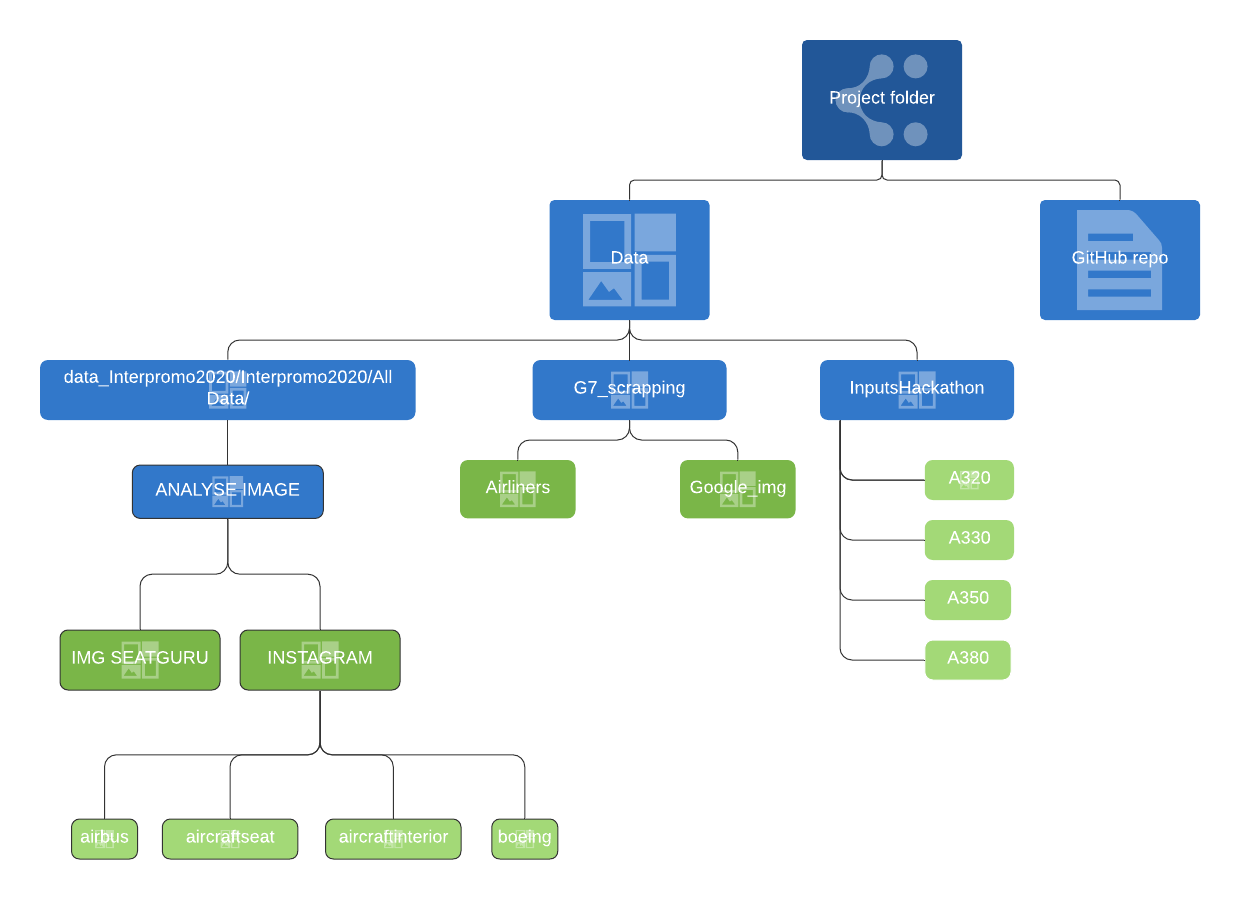 Project folder
Data
GitHub repo
data_Interpromo2020/Interpromo2020/All
Data/
G7_scrapping
InputsHackathon
ANALYSE IMAGE
Airliners
Google_img
A320
A330
A350
A380
IMG SEATGURU
INSTAGRAM
airbus
aircraftseat
aircraftinterior
boeing